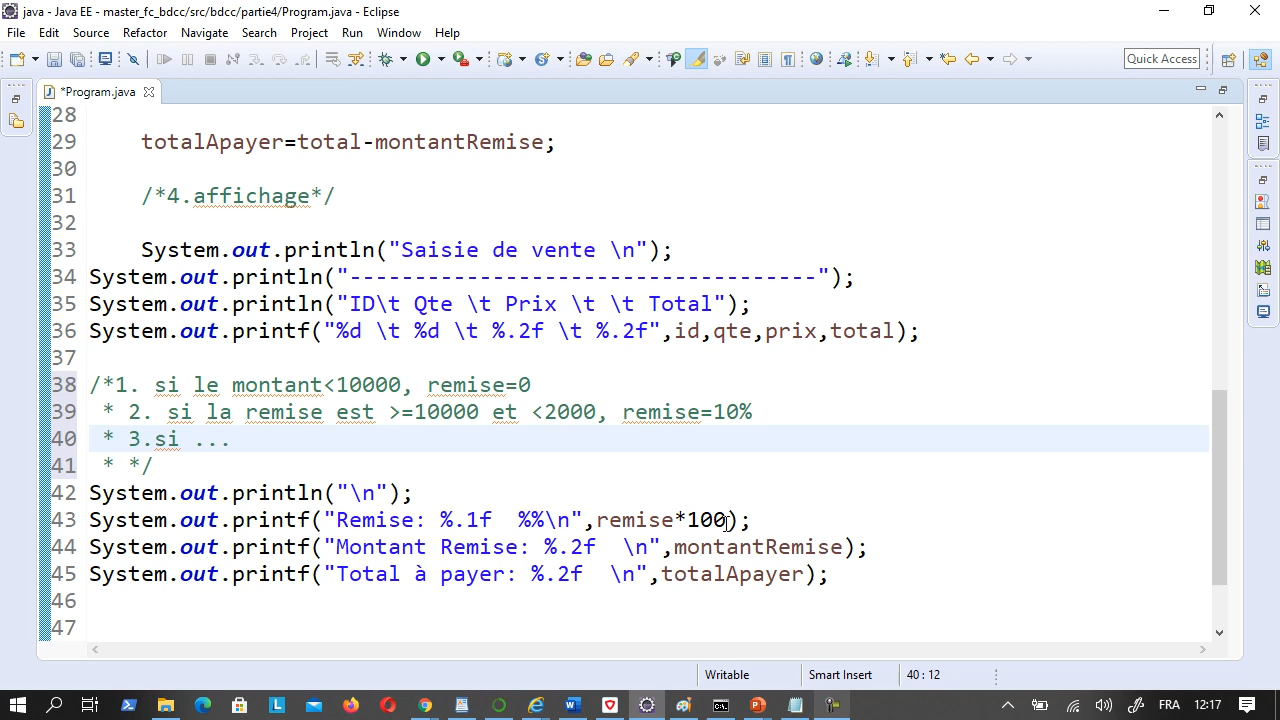 java - Java EE - master_fc_bdcc/src/bdcc/partie4/Program.java - Eclipse
File Edit Source Refactor Navigate Search Project Run Window Help
Quick Access
*Program.java
28
29 totalApayer=total-montantRemise;
30
31 /*4.affichage*/
32
33 System.out.println("Saisie de vente \n");
34 System.out.println("------------------------------------");
35 System.out.println("ID\t Qte \t Prix \t \t Total");
36 System.out.printf("%d \t %d \t %.2f \t %.2f",id,qte,prix,total);
37
38 /*1. si le montant<10000, remise=0
39 * 2. si la remise est >=10000 et <2000, remise=10%
40 * 3.si ...
41 * */
42 System.out.println("\n");
43 System.out.printf("Remise: %.1f  %%\n",remise*100);
44 System.out.printf("Montant Remise: %.2f  \n",montantRemise);
45 System.out.printf("Total à payer: %.2f  \n",totalApayer);
46
47
Writable Smart Insert 40 : 12
FRA 12:17